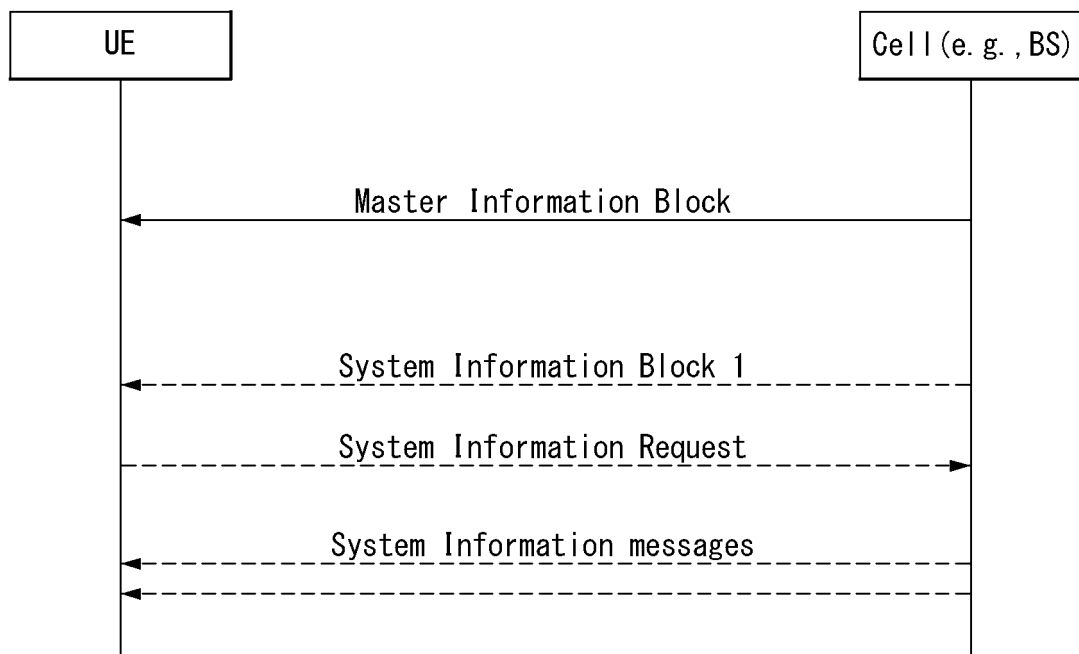 UE
Cell(e.g.,BS)
Master Information Block
System Information Block 1
System Information Request
System Information messages